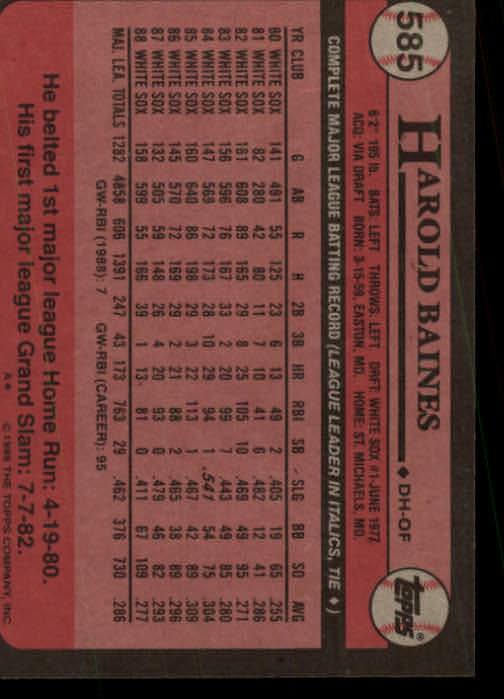 585
HAROLD BAINES ♦ DH-OF
TOPPS®
6'2" 195 lb. BATS: LEFT THROWS: LEFT DRFT: WHITE SOX #1-JUNE 1977
ACQ: VIA DRAFT BORN: 3-15-59, EASTON, MD. HOME: ST. MICHAELS, MD.
COMPLETE MAJOR LEAGUE BATTING RECORD (LEAGUE LEADER IN ITALICS, TIE ♦)
YR CLUB G AB R H 2B 3B HR RBI SB SLG BB SO AVG
80 WHITE SOX 141 491 55 125 23 6 13 49 2 .405 19 65 .255
81 WHITE SOX 82 280 42 80 11 7 10 41 6 .482 12 41 .286
82 WHITE SOX 161 608 89 165 29 8 25 105 10 .469 49 95 .271
83 WHITE SOX 156 596 76 167 33 2 20 99 7 .443 49 85 .280
84 WHITE SOX 147 569 72 173 28 10 29 94 1 .541 54 75 .304
85 WHITE SOX 160 640 86 198 29 3 22 113 1 .467 42 89 .309
86 WHITE SOX 145 570 72 169 29 2 21 88 2 .465 38 89 .296
87 WHITE SOX 132 505 59 148 26 4 20 93 0 .479 46 82 .293
88 WHITE SOX 158 599 55 166 39 1 13 81 0 .411 67 109 .277
MAJ. LEA. TOTALS 1282 4858 606 1391 247 43 173 763 29 .462 376 730 .286
GW-RBI (1988): 7 GW-RBI (CAREER): 95
He belted 1st major league Home Run: 4-19-80.
His first major league Grand Slam: 7-7-82.
A* © 1989 THE TOPPS COMPANY, INC.